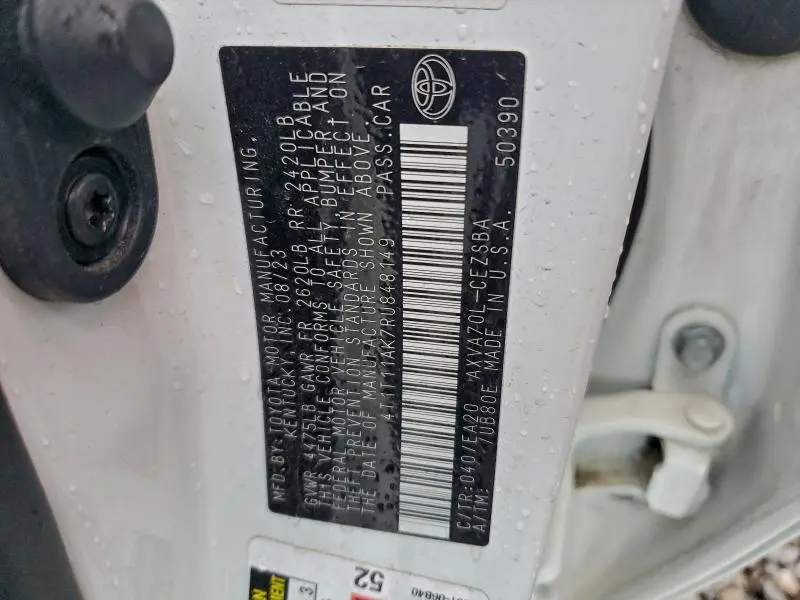 MFD.BY: TOYOTA MOTOR MANUFACTURING,
KENTUCKY, INC. 08/23
GVWR 4475LB GAWR FR 2620LB RR 2420LB
THIS VEHICLE CONFORMS TO ALL APPLICABLE
FEDERAL MOTOR VEHICLE SAFETY, BUMPER, AND
THEFT PREVENTION STANDARDS IN EFFECT ON
THE DATE OF MANUFACTURE SHOWN ABOVE.
4T1T11AK7RU848149 PASS.CAR
C/TR:040/EA20 AXVA70L-CEZSBA
A/TM: /UB80E MADE IN U.S.A. 50390
52
3